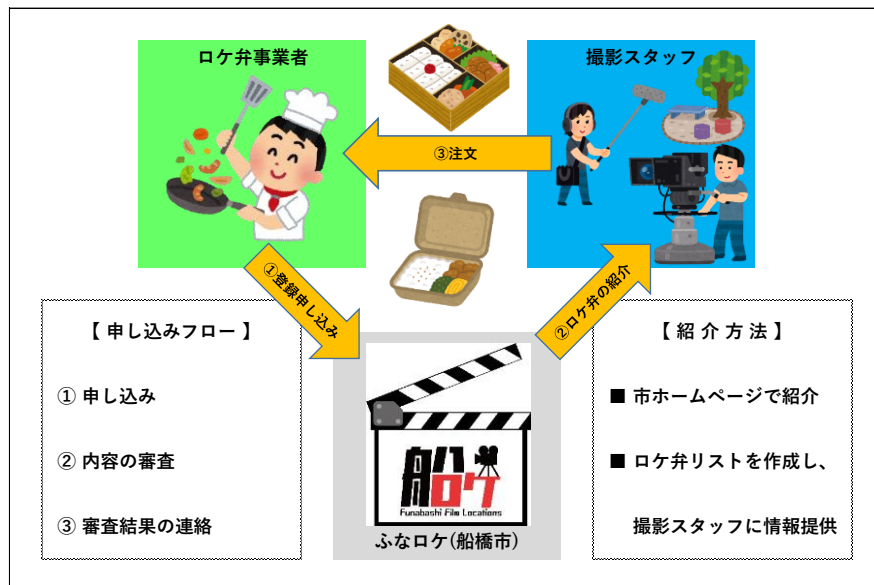 ロケ弁事業者
撮影スタッフ
③注文
①登録申し込み
②ロケ弁の紹介
【 申し込みフロー 】
① 申し込み
② 内容の審査
③ 審査結果の連絡
船ロケ
Funabashi Film Locations
ふなロケ(船橋市)
【 紹 介 方 法 】
■ 市ホームページで紹介
■ ロケ弁リストを作成し、
撮影スタッフに情報提供